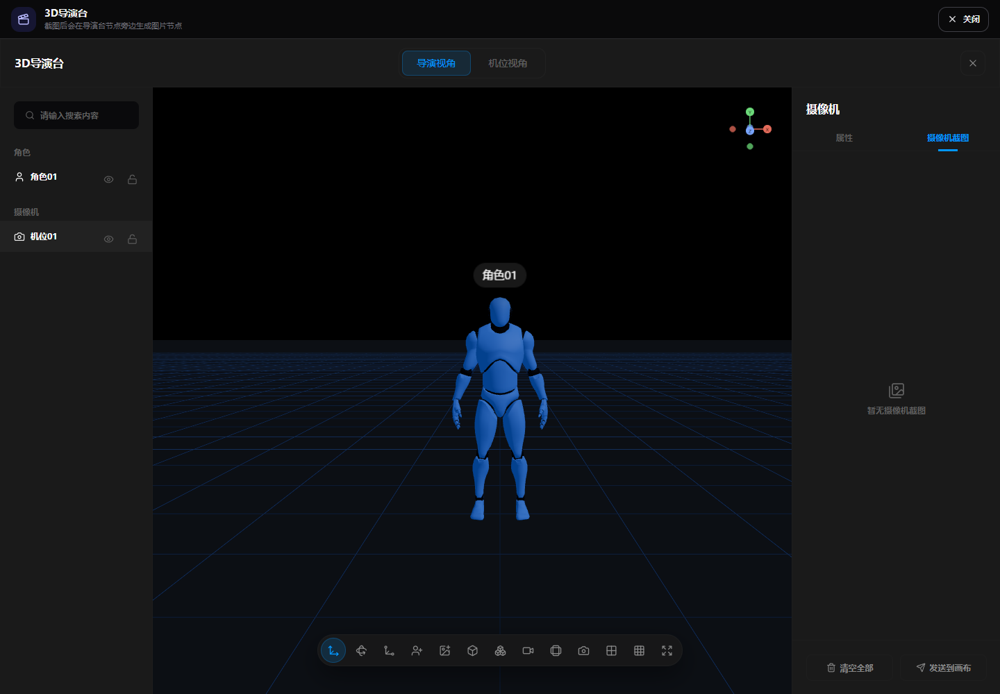 3D导演台
截图后会在导演台节点旁边生成图片节点
关闭
3D导演台
导演视角
机位视角
请输入搜索内容
角色
角色01
摄像机
机位01
角色01
Y
X
Z
摄像机
属性
摄像机截图
暂无摄像机截图
清空全部
发送到画布